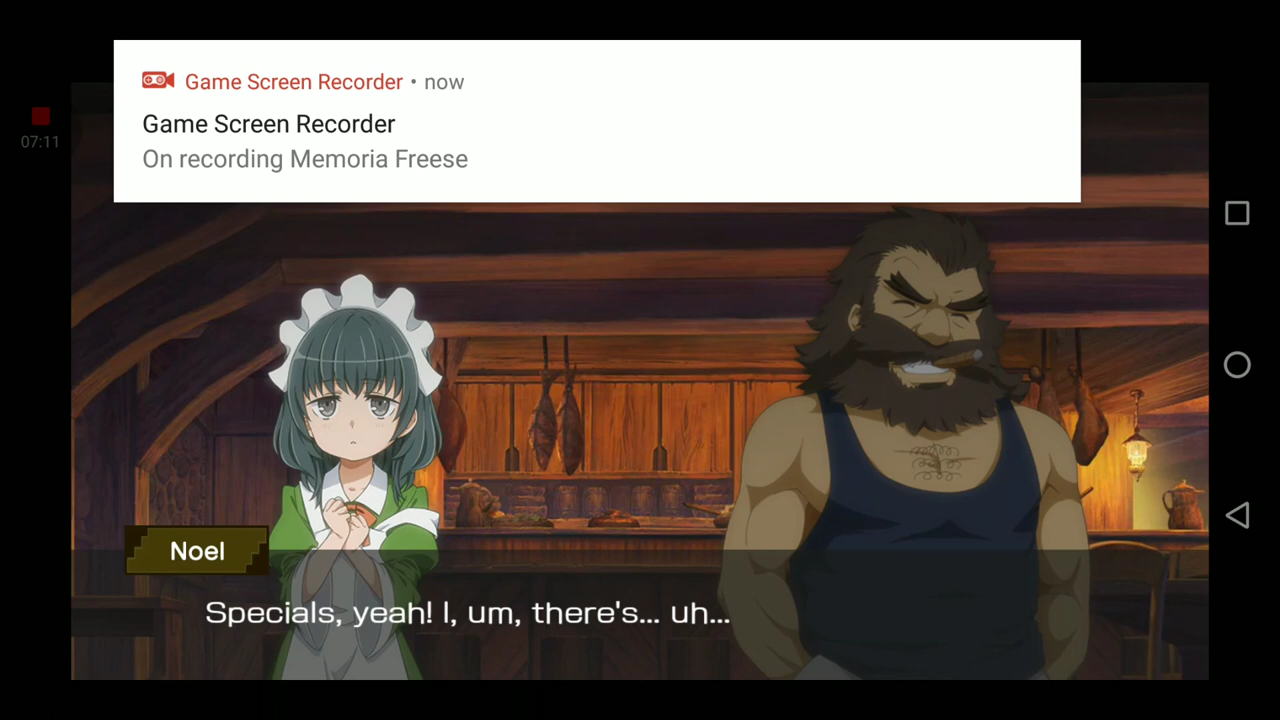 Game Screen Recorder • now
Game Screen Recorder
On recording Memoria Freese
07:11
Noel
Specials, yeah! I, um, there's... uh...